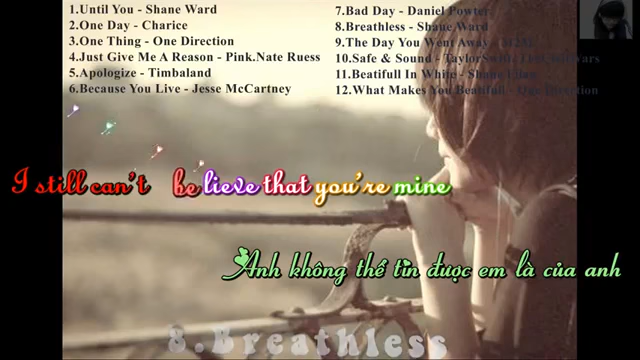 1.Until You - Shane Ward
2.One Day - Charice
3.One Thing - One Direction
4.Just Give Me A Reason - Pink.Nate Ruess
5.Apologize - Timbaland
6.Because You Live - Jesse McCartney
7.Bad Day - Daniel Powter
8.Breathless - Shane Ward
9.The Day You Went Away
10.Safe & Sound -
11.Beatifull In White - Shane
12.What Makes You Beatifull - One Direction
I still can't believe that you're mine
Anh không thể tin được em là của anh
8.Breathless